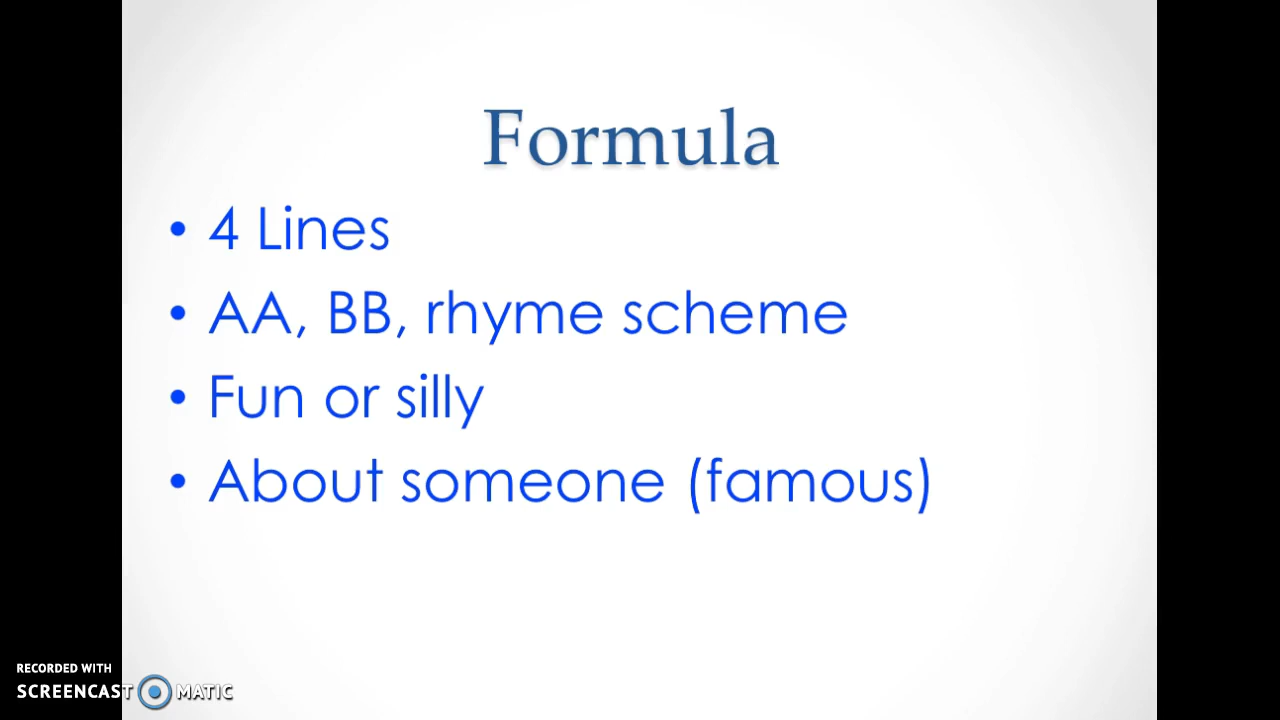 Formula
• 4 Lines
• AA, BB, rhyme scheme
• Fun or silly
• About someone (famous)
RECORDED WITH
SCREENCAST MATIC